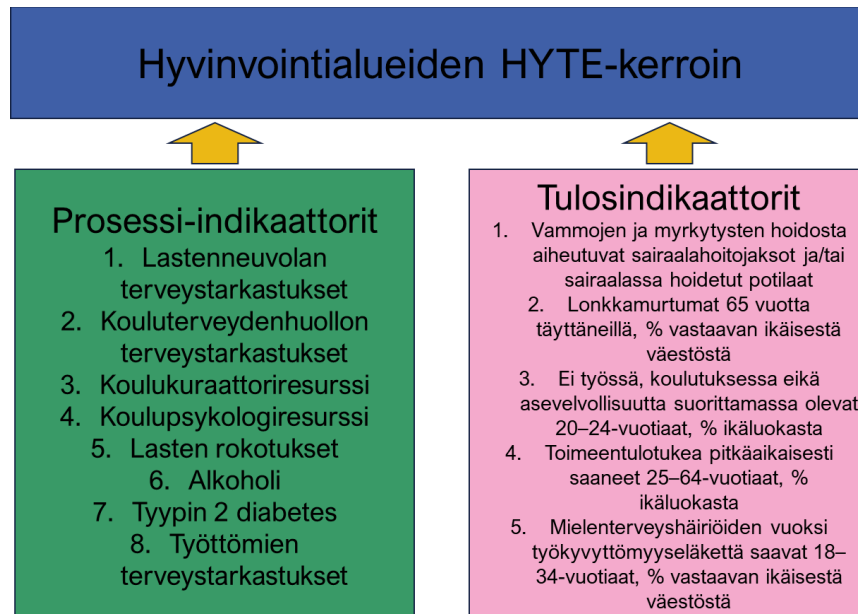 Hyvinvointialueiden HYTE-kerroin
Prosessi-indikaattorit
1. Lastenneuvolan
terveystarkastukset
2. Kouluterveydenhuollon
terveystarkastukset
3. Koulukuraattoriresurssi
4. Koulupsykologiresurssi
5. Lasten rokotukset
6. Alkoholi
7. Tyypin 2 diabetes
8. Työttömien
terveystarkastukset
Tulosindikaattorit
1. Vammojen ja myrkytysten hoidosta
aiheutuvat sairaalahoitojaksot ja/tai
sairaalassa hoidetut potilaat
2. Lonkkamurtumat 65 vuotta
täyttäneillä, % vastaavan ikäisestä
väestöstä
3. Ei työssä, koulutuksessa eikä
asevelvollisuutta suorittamassa olevat
20–24-vuotiaat, % ikäluokasta
4. Toimeentulotukea pitkäaikaisesti
saaneet 25–64-vuotiaat, %
ikäluokasta
5. Mielenterveyshäiriöiden vuoksi
työkyvyttömyyseläkettä saavat 18–
34-vuotiaat, % vastaavan ikäisestä
väestöstä